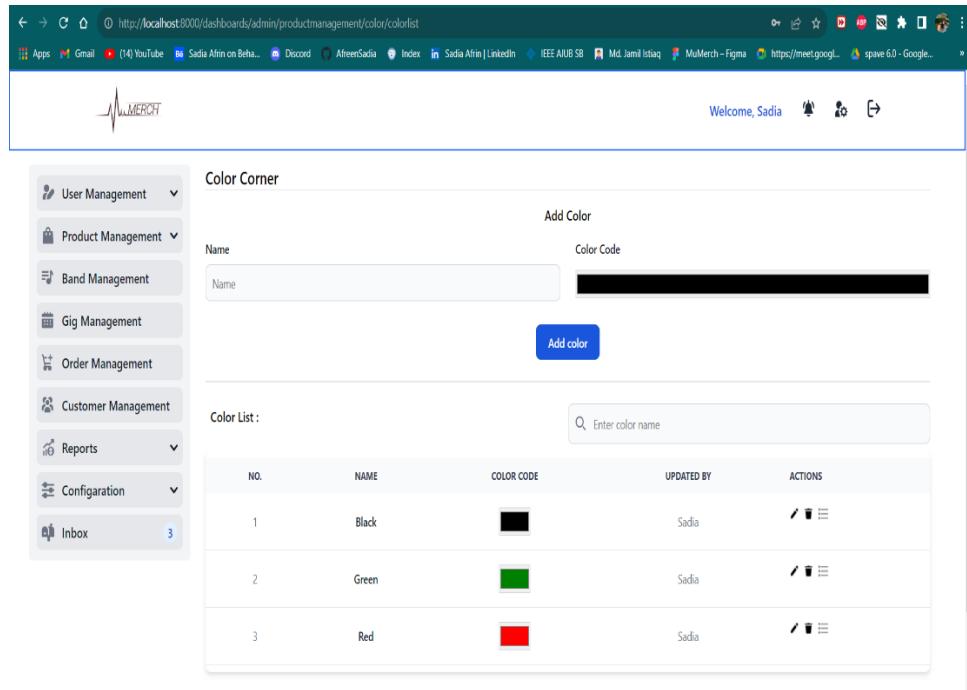 http://localhost:8000/dashboards/admin/productmanagement/color/colorlist
Apps Gmail (14) YouTube Bē Sadia Afrin on Beha... Discord AfreenSadia Index in Sadia Afrin | LinkedIn IEEE AIUB SB Md. Jamil Istiaq MuMerch – Figma https://meet.googl... spave 6.0 - Google... »
MERCH
Welcome, Sadia
User Management
Product Management
Band Management
Gig Management
Order Management
Customer Management
Reports
Configaration
Inbox 3
Color Corner
Add Color
Name
Color Code
Name
Add color
Color List :
Enter color name
NO. NAME COLOR CODE UPDATED BY ACTIONS
1 Black Sadia
2 Green Sadia
3 Red Sadia